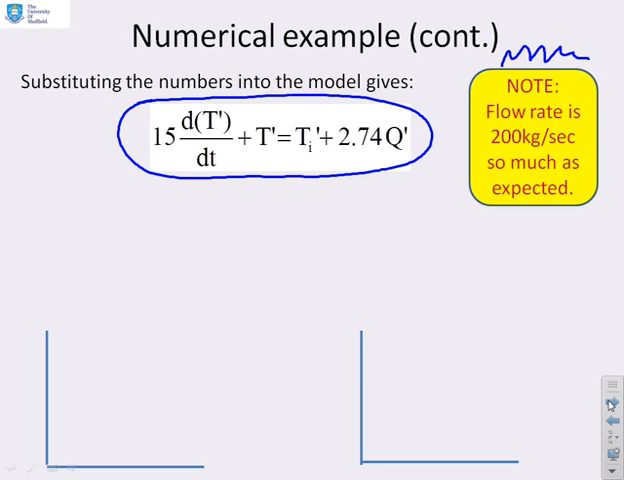 The
University
Of
Sheffield.
Numerical example (cont.)
Substituting the numbers into the model gives:
15 d(T')/dt + T' = Tᵢ' + 2.74 Q'
NOTE:
Flow rate is
200kg/sec
so much as
expected.